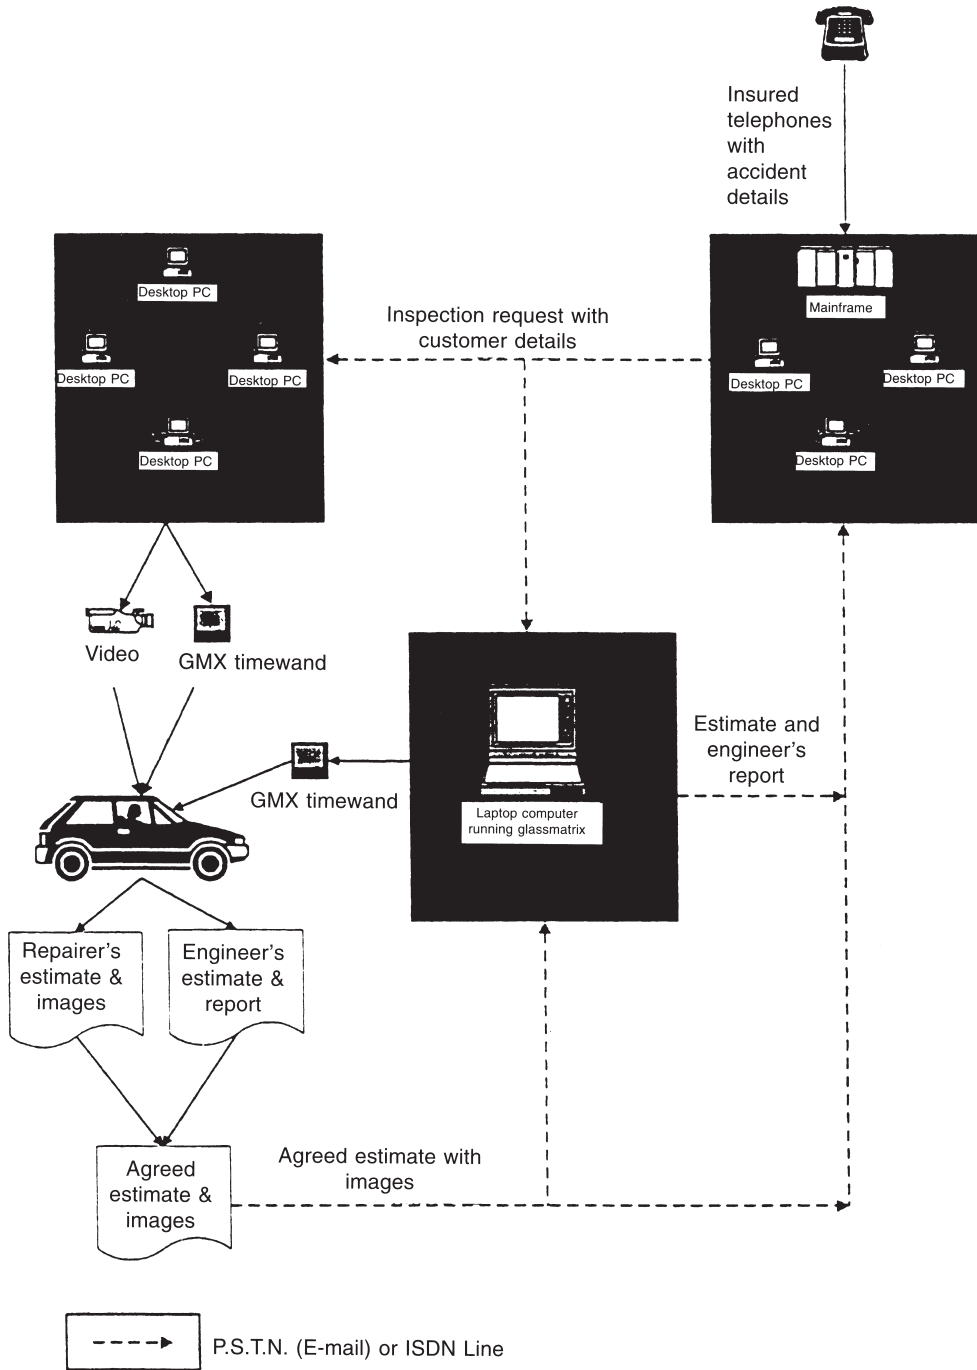 Insured
telephones
with
accident
details
Desktop PC
Desktop PC
Desktop PC
Desktop PC
Inspection request with
customer details
Mainframe
Desktop PC
Desktop PC
Desktop PC
Video
GMX timewand
GMX timewand
Laptop computer
running glassmatrix
Estimate and
engineer's
report
Repairer's
estimate &
images
Engineer's
estimate &
report
Agreed
estimate &
images
Agreed estimate with
images
P.S.T.N. (E-mail) or ISDN Line